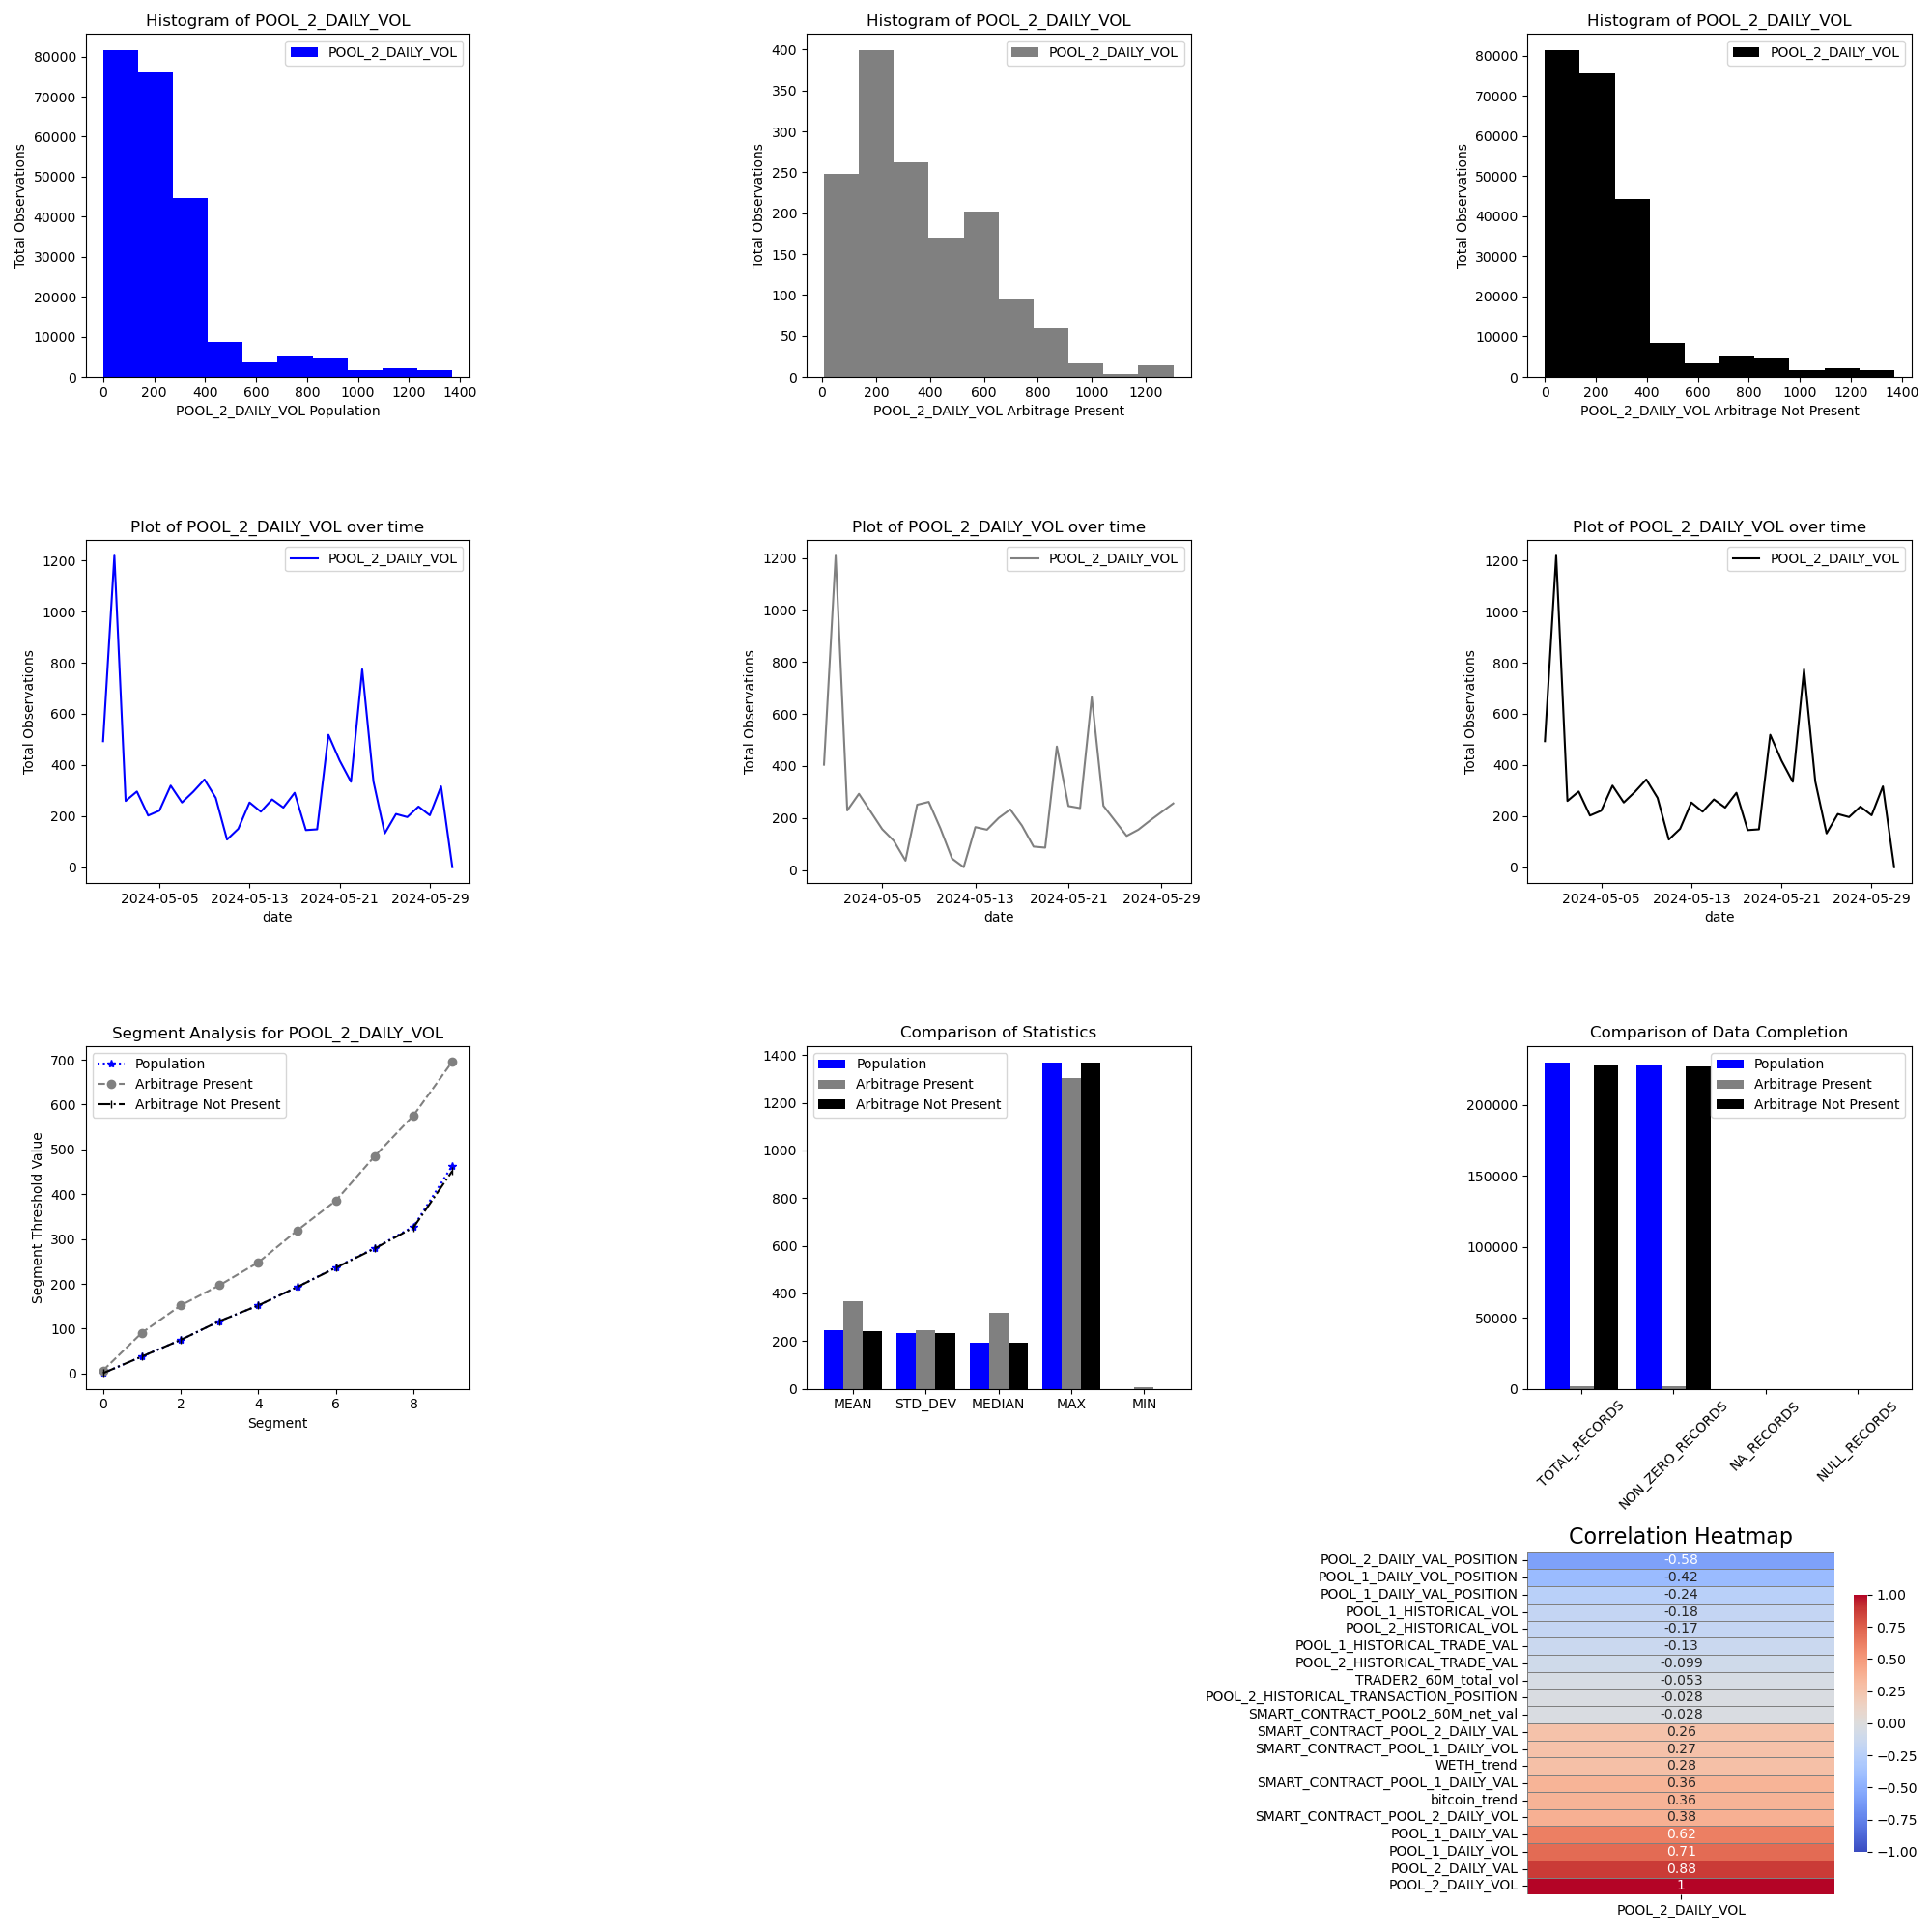 Histogram of POOL_2_DAILY_VOL
POOL_2_DAILY_VOL
Total Observations
80000
70000
60000
50000
40000
30000
20000
10000
0
0 200 400 600 800 1000 1200 1400
POOL_2_DAILY_VOL Population
Histogram of POOL_2_DAILY_VOL
POOL_2_DAILY_VOL
Total Observations
400
350
300
250
200
150
100
50
0
0 200 400 600 800 1000 1200
POOL_2_DAILY_VOL Arbitrage Present
Histogram of POOL_2_DAILY_VOL
POOL_2_DAILY_VOL
Total Observations
80000
70000
60000
50000
40000
30000
20000
10000
0
0 200 400 600 800 1000 1200 1400
POOL_2_DAILY_VOL Arbitrage Not Present
Plot of POOL_2_DAILY_VOL over time
POOL_2_DAILY_VOL
Total Observations
1200
1000
800
600
400
200
0
2024-05-05 2024-05-13 2024-05-21 2024-05-29
date
Plot of POOL_2_DAILY_VOL over time
POOL_2_DAILY_VOL
Total Observations
1200
1000
800
600
400
200
0
2024-05-05 2024-05-13 2024-05-21 2024-05-29
date
Plot of POOL_2_DAILY_VOL over time
POOL_2_DAILY_VOL
Total Observations
1200
1000
800
600
400
200
0
2024-05-05 2024-05-13 2024-05-21 2024-05-29
date
Segment Analysis for POOL_2_DAILY_VOL
Population
Arbitrage Present
Arbitrage Not Present
Segment Threshold Value
700
600
500
400
300
200
100
0
0 2 4 6 8
Segment
Comparison of Statistics
Population
Arbitrage Present
Arbitrage Not Present
1400
1200
1000
800
600
400
200
0
MEAN STD_DEV MEDIAN MAX MIN
Comparison of Data Completion
Population
Arbitrage Present
Arbitrage Not Present
200000
150000
100000
50000
0
TOTAL_RECORDS
NON_ZERO_RECORDS
NA_RECORDS
NULL_RECORDS
Correlation Heatmap
POOL_2_DAILY_VAL_POSITION -0.58
POOL_1_DAILY_VOL_POSITION -0.42
POOL_1_DAILY_VAL_POSITION -0.24
POOL_1_HISTORICAL_VOL -0.18
POOL_2_HISTORICAL_VOL -0.17
POOL_1_HISTORICAL_TRADE_VAL -0.13
POOL_2_HISTORICAL_TRADE_VAL -0.099
TRADER2_60M_total_vol -0.053
POOL_2_HISTORICAL_TRANSACTION_POSITION -0.028
SMART_CONTRACT_POOL2_60M_net_val -0.028
SMART_CONTRACT_POOL_2_DAILY_VAL 0.26
SMART_CONTRACT_POOL_1_DAILY_VOL 0.27
WETH_trend 0.28
SMART_CONTRACT_POOL_1_DAILY_VAL 0.36
bitcoin_trend 0.36
SMART_CONTRACT_POOL_2_DAILY_VOL 0.38
POOL_1_DAILY_VAL 0.62
POOL_1_DAILY_VOL 0.71
POOL_2_DAILY_VAL 0.88
POOL_2_DAILY_VOL 1
POOL_2_DAILY_VOL
1.00
0.75
0.50
0.25
0.00
−0.25
−0.50
−0.75
−1.00